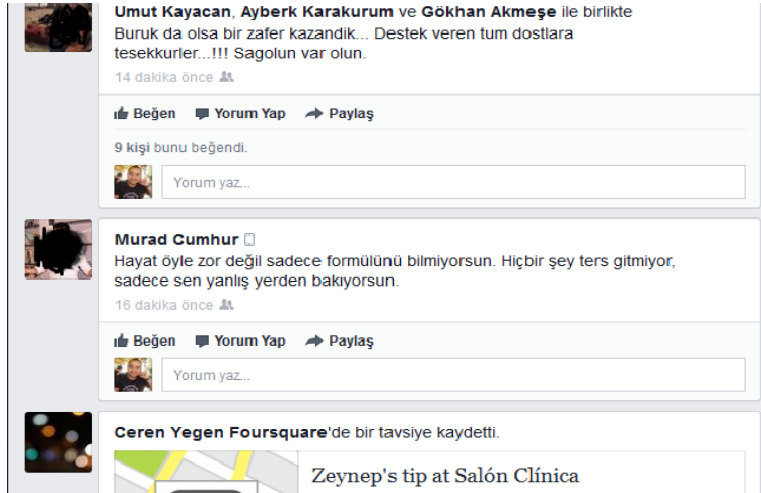 Umut Kayacan, Ayberk Karakurum ve Gökhan Akmeşe ile birlikte
Buruk da olsa bir zafer kazandik... Destek veren tum dostlara
tesekkurler...!!! Sagolun var olun.
14 dakika önce
Beğen Yorum Yap Paylaş
9 kişi bunu beğendi.
Yorum yaz...
Murad Cumhur
Hayat öyle zor değil sadece formülünü bilmiyorsun. Hiçbir şey ters gitmiyor,
sadece sen yanlış yerden bakıyorsun.
16 dakika önce
Beğen Yorum Yap Paylaş
Yorum yaz...
Ceren Yegen Foursquare'de bir tavsiye kaydetti.
Zeynep's tip at Salón Clínica